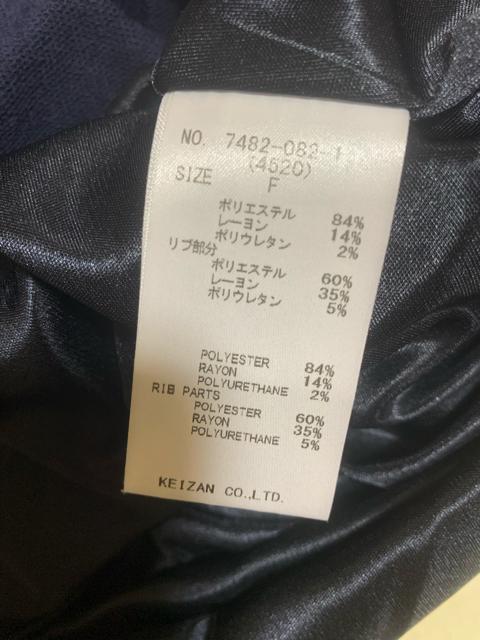 NO. 7482-082-1
(4520)
SIZE F
ポリエステル 84%
レーヨン 14%
ポリウレタン 2%
リブ部分
ポリエステル 60%
レーヨン 35%
ポリウレタン 5%
POLYESTER 84%
RAYON 14%
POLYURETHANE 2%
RIB PARTS
POLYESTER 60%
RAYON 35%
POLYURETHANE 5%
KEIZAN CO.,LTD.